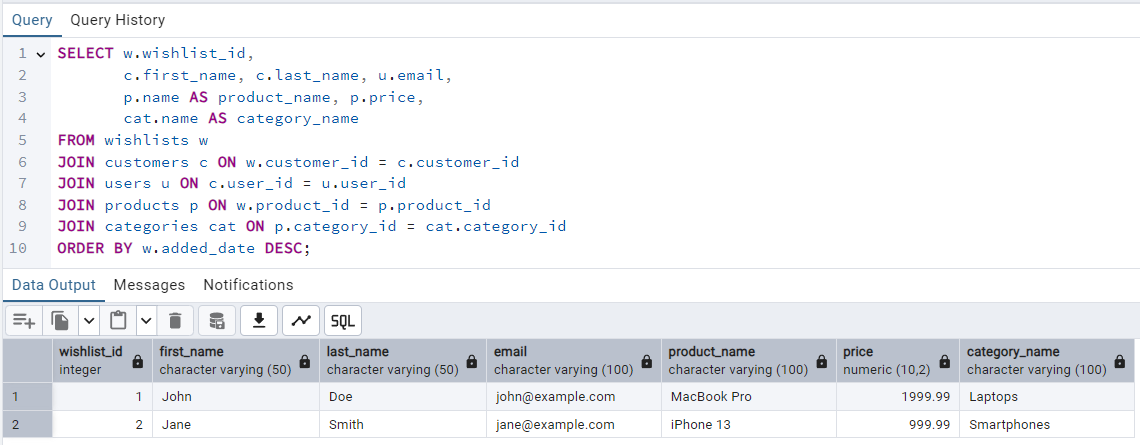 Query Query History
1 SELECT w.wishlist_id,
2 c.first_name, c.last_name, u.email,
3 p.name AS product_name, p.price,
4 cat.name AS category_name
5 FROM wishlists w
6 JOIN customers c ON w.customer_id = c.customer_id
7 JOIN users u ON c.user_id = u.user_id
8 JOIN products p ON w.product_id = p.product_id
9 JOIN categories cat ON p.category_id = cat.category_id
10 ORDER BY w.added_date DESC;
Data Output Messages Notifications
SQL
wishlist_id first_name last_name email product_name price category_name
integer character varying (50) character varying (50) character varying (100) character varying (100) numeric (10,2) character varying (100)
1 1 John Doe john@example.com MacBook Pro 1999.99 Laptops
2 2 Jane Smith jane@example.com iPhone 13 999.99 Smartphones